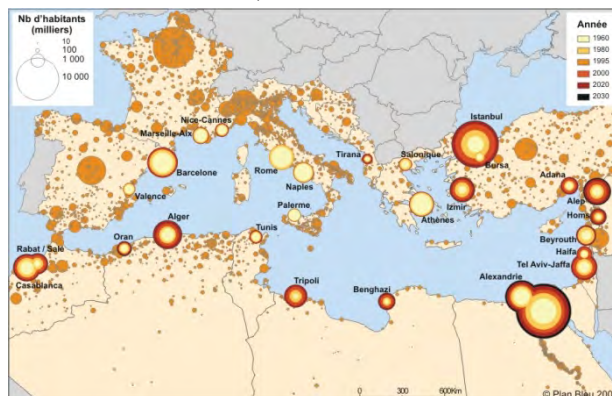 Nb d'habitants
(milliers)
10
100
1 000
10 000
Année
1960
1980
1995
2000
2020
2030
Istanbul
Nice-Cannes
Marseille-Aix
Tirana
Salonique
Bursa
Barcelone
Rome
Adana
Alep
Naples
Valence
Izmir
Homs
Palerme
Athènes
Beyrouth
Alger
Tunis
Haifa
Oran
Rabat / Salé
Tel Aviv-Jaffa
Casablanca
Tripoli
Benghazi
Alexandrie
0 300 600Km
© Plan Bleu